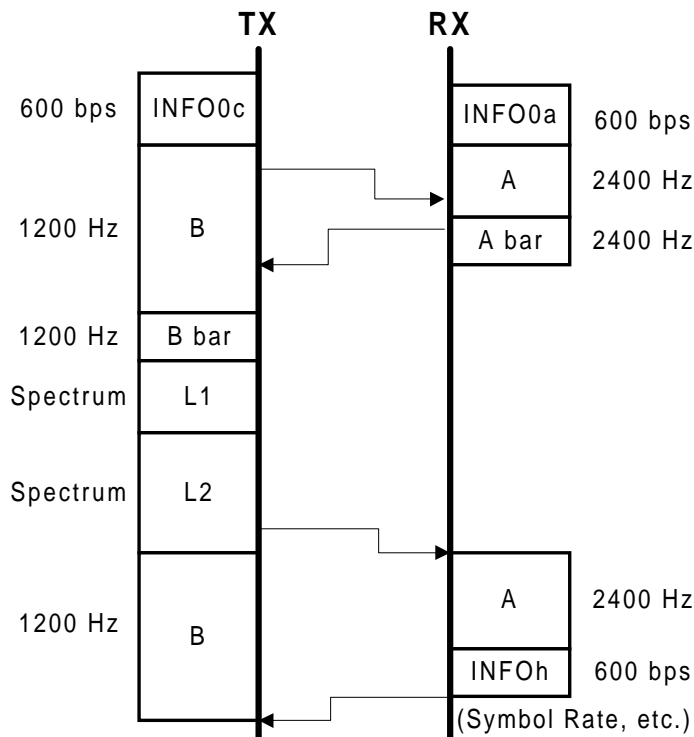 TX RX
600 bps INFO0c INFO0a 600 bps
A 2400 Hz
1200 Hz B A bar 2400 Hz
1200 Hz B bar
Spectrum L1
Spectrum L2
A 2400 Hz
1200 Hz B
INFOh 600 bps
(Symbol Rate, etc.)